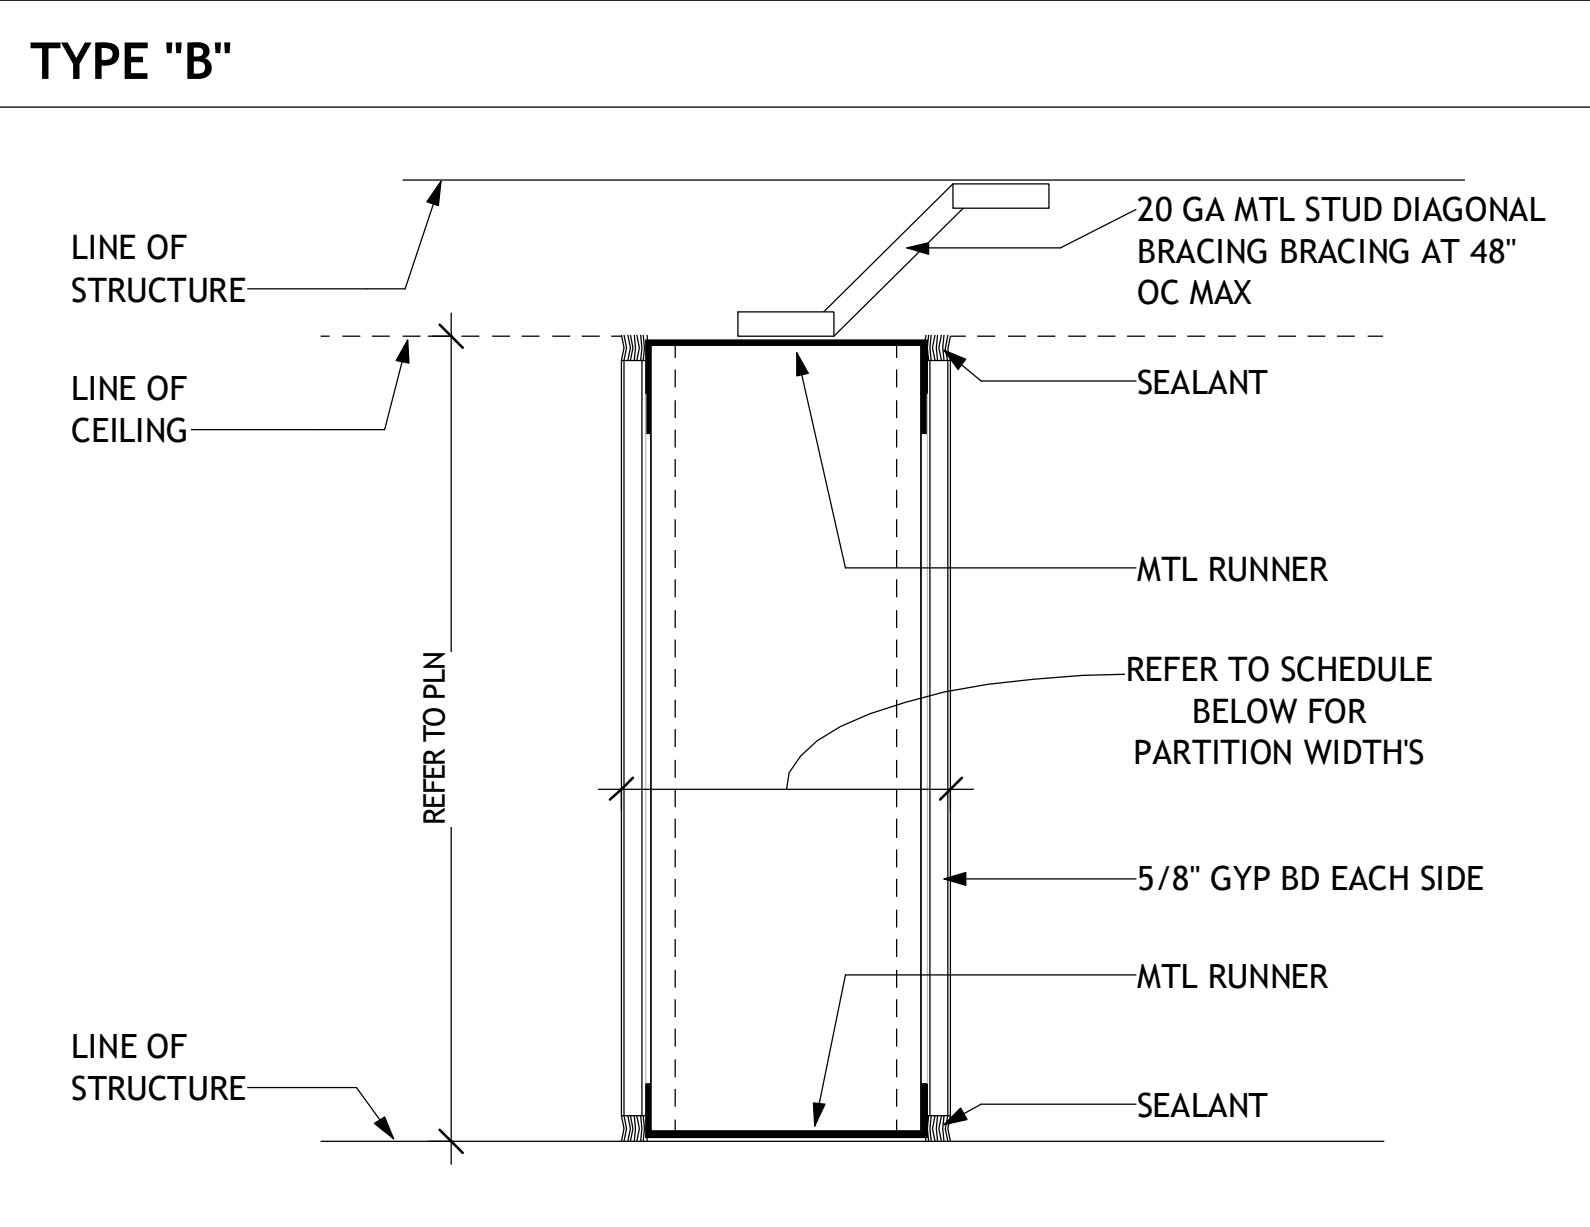 TYPE "B"
LINE OF
STRUCTURE
20 GA MTL STUD DIAGONAL
BRACING BRACING AT 48"
OC MAX
LINE OF
CEILING
SEALANT
MTL RUNNER
REFER TO PLN
REFER TO SCHEDULE
BELOW FOR
PARTITION WIDTH'S
5/8" GYP BD EACH SIDE
MTL RUNNER
LINE OF
STRUCTURE
SEALANT